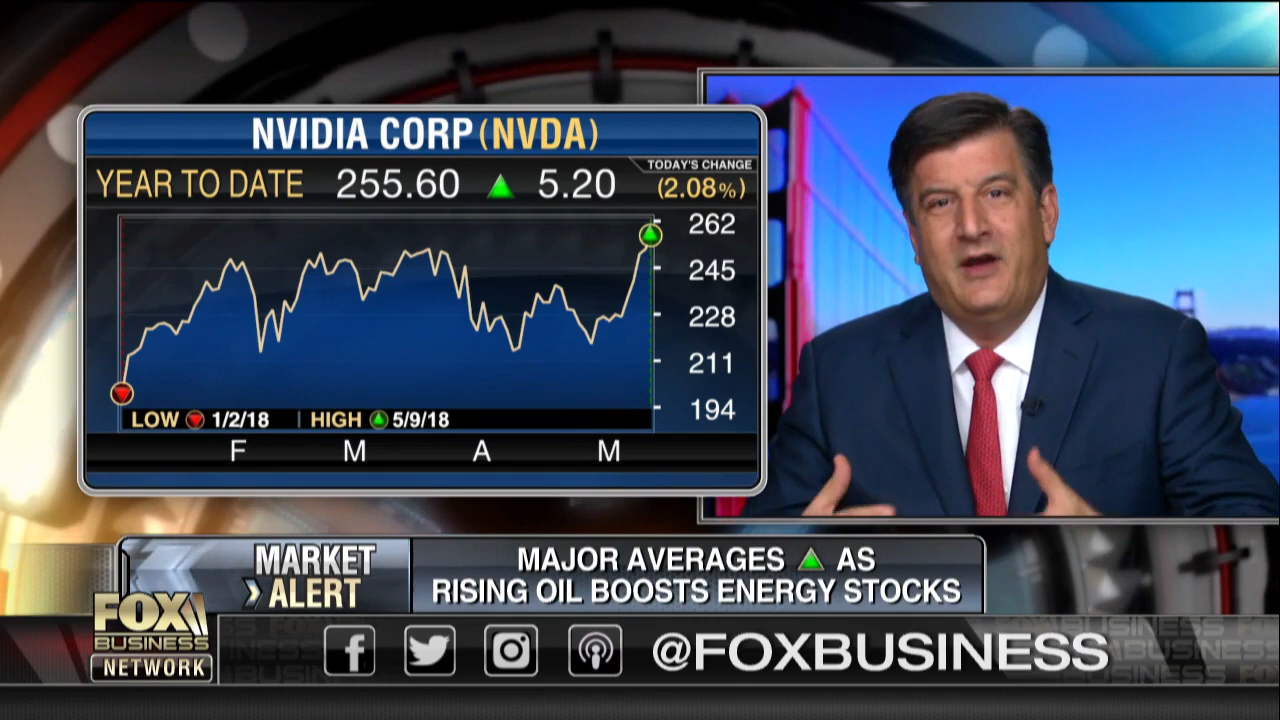 NVIDIA CORP (NVDA)
TODAY'S CHANGE
YEAR TO DATE 255.60 5.20 (2.08%)
262
245
228
211
194
LOW 1/2/18 | HIGH 5/9/18
F M A M
MARKET
ALERT
MAJOR AVERAGES AS
RISING OIL BOOSTS ENERGY STOCKS
FOX
BUSINESS
NETWORK
@FOXBUSINESS